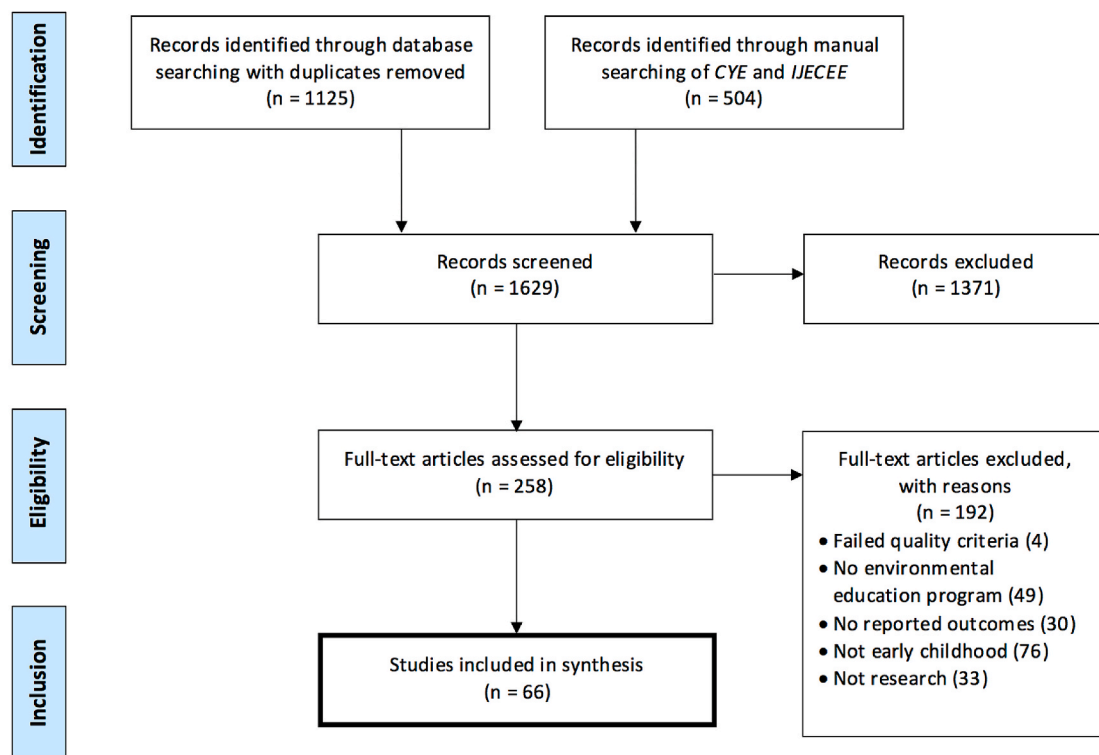 Identification
Records identified through database
searching with duplicates removed
(n = 1125)
Records identified through manual
searching of CYE and IJECEE
(n = 504)
Screening
Records screened
(n = 1629)
Records excluded
(n = 1371)
Eligibility
Full-text articles assessed for eligibility
(n = 258)
Full-text articles excluded,
with reasons
(n = 192)
• Failed quality criteria (4)
• No environmental
education program (49)
• No reported outcomes (30)
• Not early childhood (76)
• Not research (33)
Inclusion
Studies included in synthesis
(n = 66)